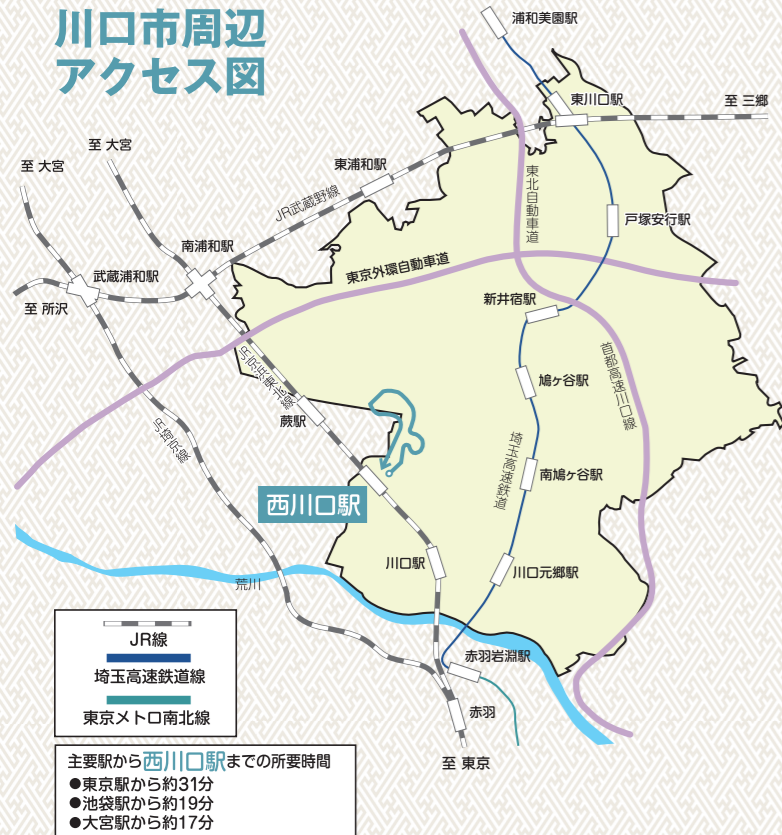 川口市周辺
アクセス図
浦和美園駅
東川口駅
至 三郷
至 大宮
至 大宮
東浦和駅
JR武蔵野線
東北自動車道
戸塚安行駅
南浦和駅
武蔵浦和駅
東京外環自動車道
至 所沢
新井宿駅
JR京浜東北線
首都高速川口線
鳩ヶ谷駅
蕨駅
JR埼京線
埼玉高速鉄道
南鳩ヶ谷駅
西川口駅
川口駅
川口元郷駅
荒川
JR線
埼玉高速鉄道線
東京メトロ南北線
赤羽岩淵駅
赤羽
至 東京
主要駅から西川口駅までの所要時間
●東京駅から約31分
●池袋駅から約19分
●大宮駅から約17分